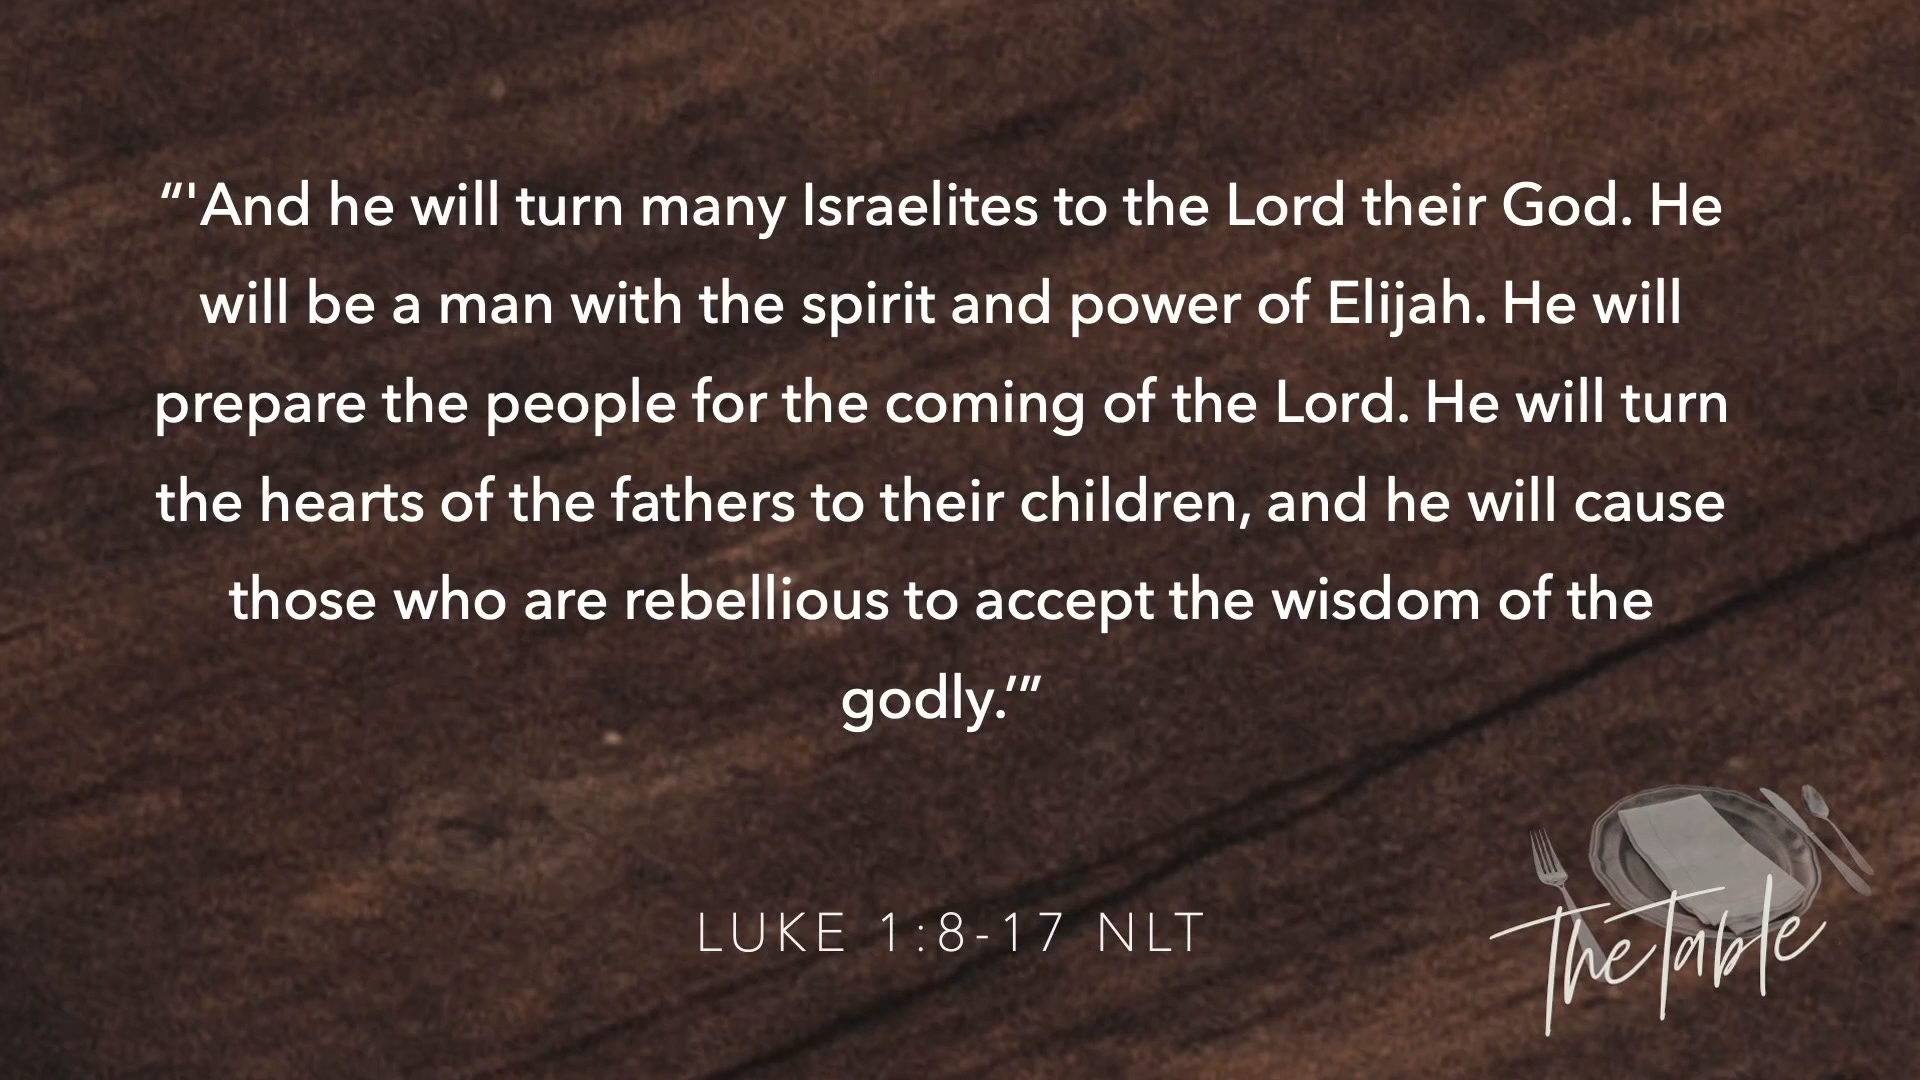 “'And he will turn many Israelites to the Lord their God. He
will be a man with the spirit and power of Elijah. He will
prepare the people for the coming of the Lord. He will turn
the hearts of the fathers to their children, and he will cause
those who are rebellious to accept the wisdom of the
godly.’”
LUKE 1:8-17 NLT
The Table